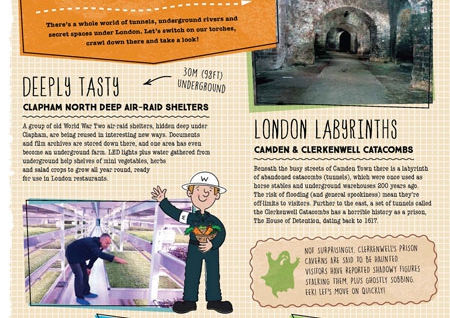 There's a whole world of tunnels, underground rivers and
secret spaces under London. Let's switch on our torches,
crawl down there and take a look!
30M (98FT)
UNDERGROUND
DEEPLY TASTY
CLAPHAM NORTH DEEP AIR-RAID SHELTERS
A group of old World War Two air-raid shelters, hidden deep under
Clapham, are being reused in interesting new ways. Documents
and film archives are stored down there, and one area has even
become an underground farm. LED lights plus water gathered from
underground help shelves of mini vegetables, herbs
and salad crops to grow all year round, ready
for use in London restaurants.
W
LONDON LABYRINTHS
CAMDEN & CLERKENWELL CATACOMBS
Beneath the busy streets of Camden Town there is a labyrinth
of abandoned catacombs (tunnels), which were once used as
horse stables and underground warehouses 200 years ago.
The risk of flooding (and general spookiness) mean they're
off-limits to visitors. Further to the east, a set of tunnels called
the Clerkenwell Catacombs has a horrible history as a prison,
The House of Detention, dating back to 1617.
NOT SURPRISINGLY, CLERKENWELL'S PRISON
CAVERNS ARE SAID TO BE HAUNTED
VISITORS HAVE REPORTED SHADOWY FIGURES
STALKING THEM, PLUS GHOSTLY SOBBING.
EEK! LET'S MOVE ON QUICKLY!